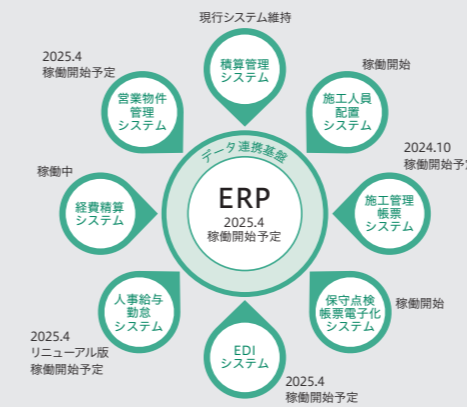 現行システム維持
積算管理
システム
2025.4
稼働開始予定
営業物件
管理
システム
稼働開始
施工人員
配置
システム
2024.10
稼働開始予定
施工管理
帳票
システム
稼働中
経費精算
システム
データ連携基盤
ERP
2025.4
稼働開始予定
人事給与
勤怠
システム
2025.4
リニューアル版
稼働開始予定
保守点検
帳票電子化
システム
稼働開始
EDI
システム
2025.4
稼働開始予定